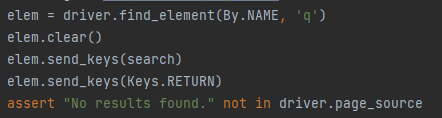 elem = driver.find_element(By.NAME, 'q')
elem.clear()
elem.send_keys(search)
elem.send_keys(Keys.RETURN)
assert "No results found." not in driver.page_source